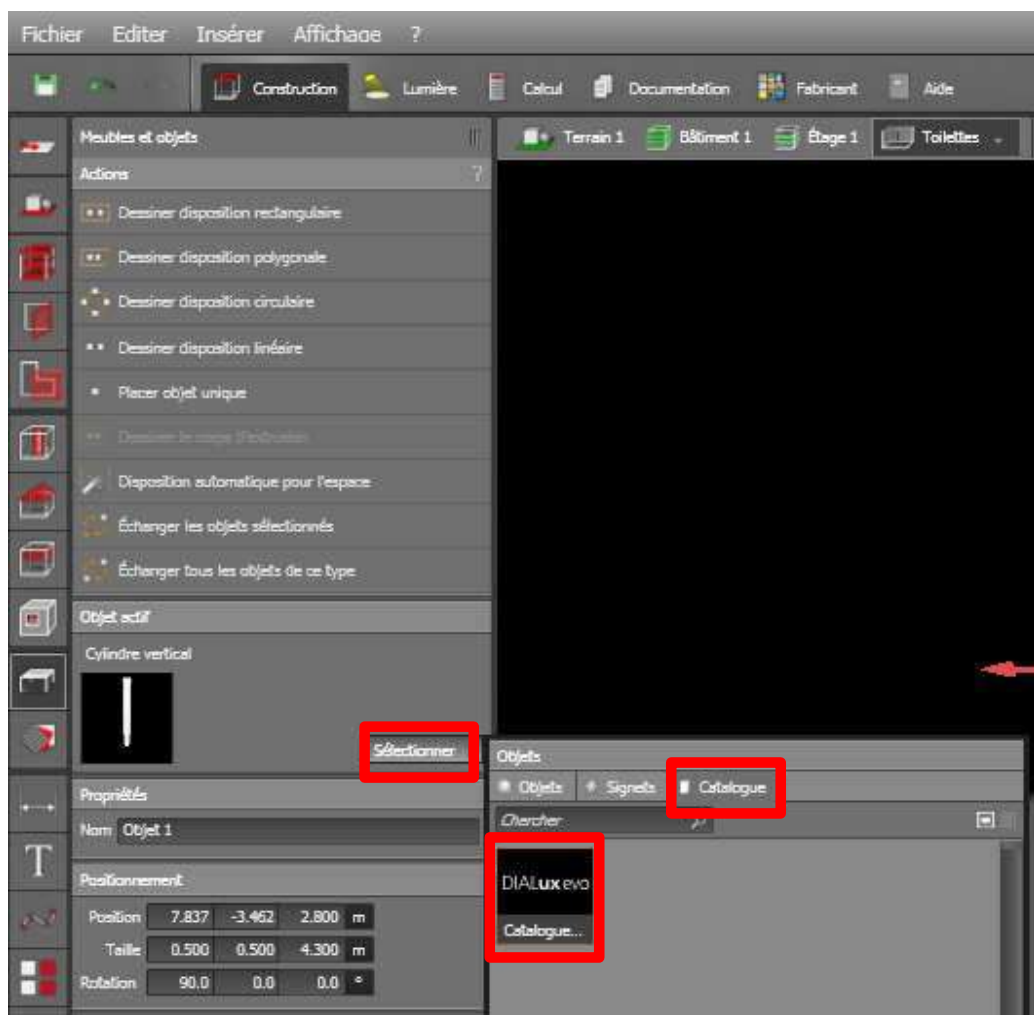 Fichier Editer Insérer Affichage ?
Construction Lumière Calcul Documentation Fabricant Aide
Meubles et objets
Terrain 1 Bâtiment 1 Étage 1 Toilettes
Actions ?
Dessiner disposition rectangulaire
Dessiner disposition polygonale
Dessiner disposition circulaire
Dessiner disposition linéaire
Placer objet unique
Disposition automatique pour l'espace
Échanger les objets sélectionnés
Échanger tous les objets de ce type
Objet actif
Cylindre vertical
Sélectionner
Objets
Objets Signets Catalogue
Chercher
DIALux evo
Catalogue...
Propriétés
Nom Objet 1
Positionnement
Position 7.837 -3.462 2.800 m
Taille 0.500 0.500 4.300 m
Rotation 90.0 0.0 0.0 °
T